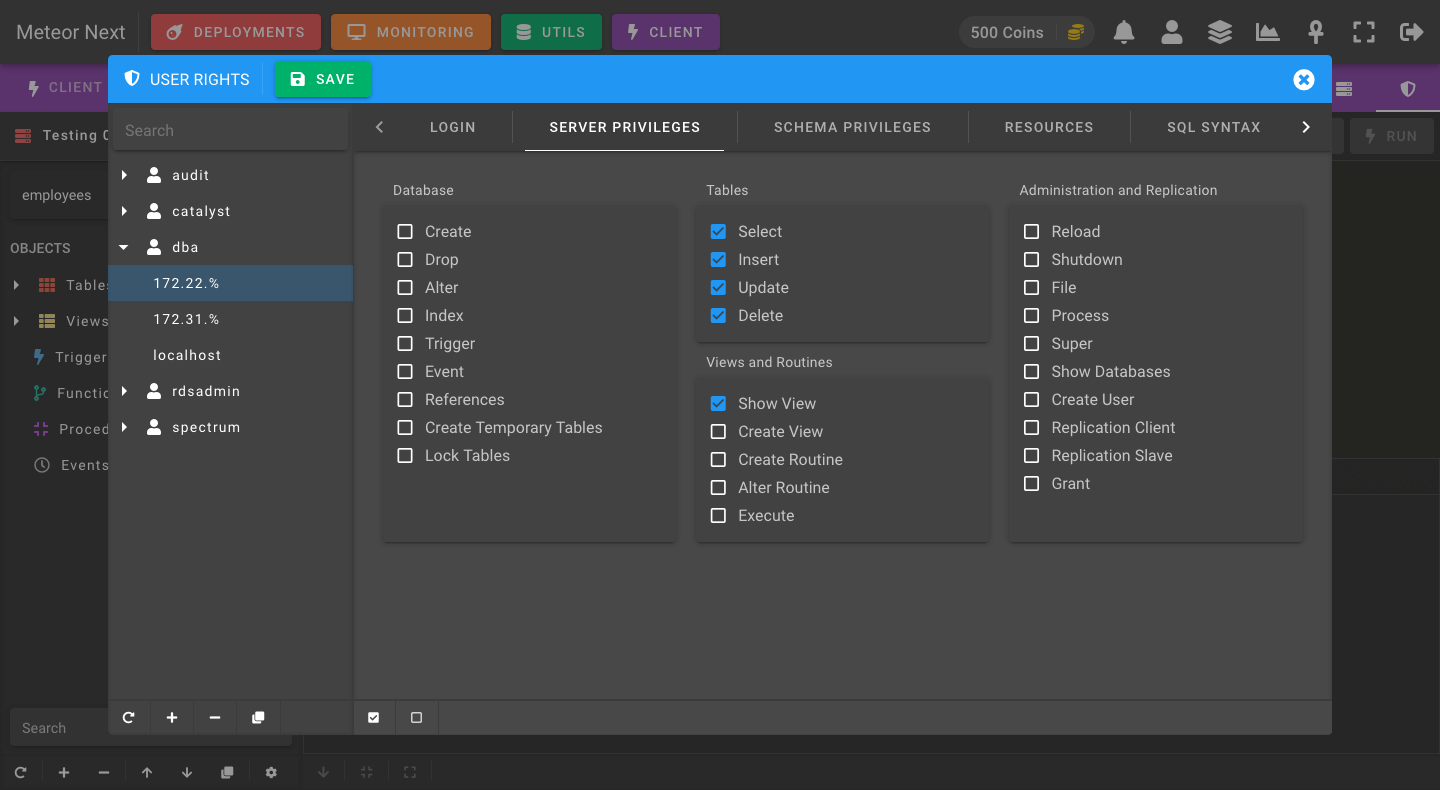 Meteor Next
DEPLOYMENTS
MONITORING
UTILS
CLIENT
500 Coins
CLIENT
USER RIGHTS
SAVE
Testing
RUN
employees
OBJECTS
Tables
Views
Trigger
Functio
Proced
Events
Search
Search
audit
catalyst
dba
172.22.%
172.31.%
localhost
rdsadmin
spectrum
LOGIN
SERVER PRIVILEGES
SCHEMA PRIVILEGES
RESOURCES
SQL SYNTAX
Database
Create
Drop
Alter
Index
Trigger
Event
References
Create Temporary Tables
Lock Tables
Tables
Select
Insert
Update
Delete
Views and Routines
Show View
Create View
Create Routine
Alter Routine
Execute
Administration and Replication
Reload
Shutdown
File
Process
Super
Show Databases
Create User
Replication Client
Replication Slave
Grant